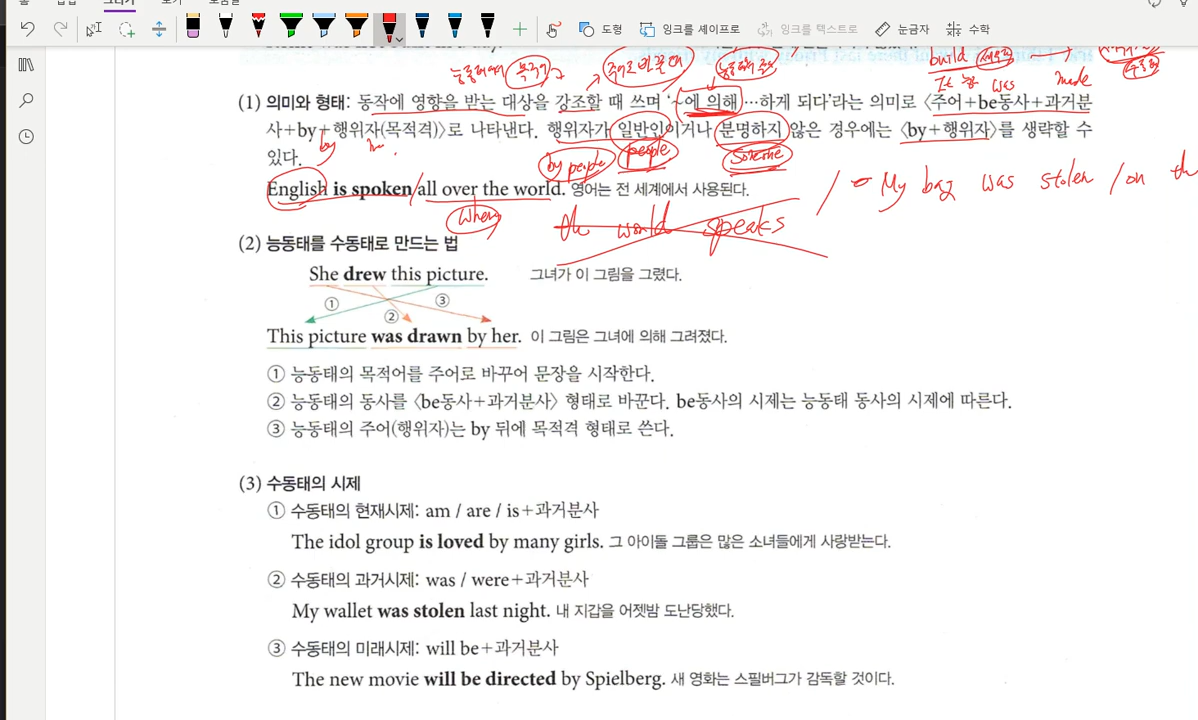 도형 잉크를 셰이프로 잉크를 텍스트로 눈금자 수학
build
was made
(1) 의미와 형태: 동작에 영향을 받는 대상을 강조할 때 쓰며 '~에 의해 …하게 되다'라는 의미로 〈주어+be동사+과거분
사+by+행위자(목적격)〉로 나타낸다. 행위자가 일반인이거나 분명하지 않은 경우에는 〈by+행위자〉를 생략할 수
있다.
by
by people people someone
English is spoken/all over the world. 영어는 전 세계에서 사용된다.
/ My bag was stolen / on th
where
th world speaks
(2) 능동태를 수동태로 만드는 법
She drew this picture. 그녀가 이 그림을 그렸다.
① ② ③
This picture was drawn by her. 이 그림은 그녀에 의해 그려졌다.
① 능동태의 목적어를 주어로 바꾸어 문장을 시작한다.
② 능동태의 동사를 〈be동사+과거분사〉 형태로 바꾼다. be동사의 시제는 능동태 동사의 시제에 따른다.
③ 능동태의 주어(행위자)는 by 뒤에 목적격 형태로 쓴다.
(3) 수동태의 시제
① 수동태의 현재시제: am / are / is+과거분사
The idol group is loved by many girls. 그 아이돌 그룹은 많은 소녀들에게 사랑받는다.
② 수동태의 과거시제: was / were+과거분사
My wallet was stolen last night. 내 지갑을 어젯밤 도난당했다.
③ 수동태의 미래시제: will be+과거분사
The new movie will be directed by Spielberg. 새 영화는 스필버그가 감독할 것이다.